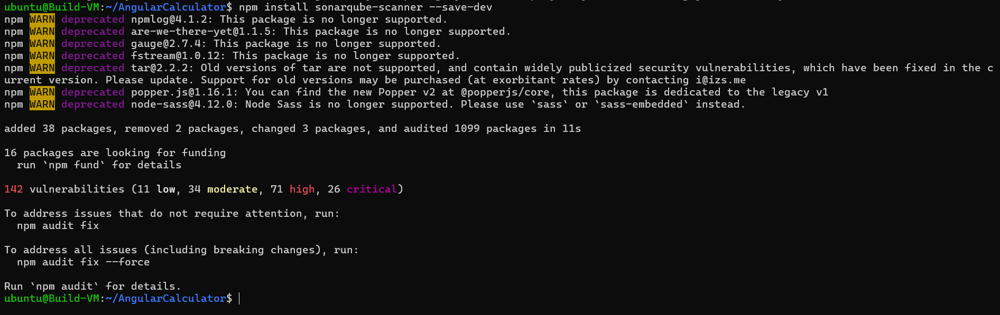 ubuntu@Build-VM:~/AngularCalculator$ npm install sonarqube-scanner --save-dev
npm WARN deprecated npmlog@4.1.2: This package is no longer supported.
npm WARN deprecated are-we-there-yet@1.1.5: This package is no longer supported.
npm WARN deprecated gauge@2.7.4: This package is no longer supported.
npm WARN deprecated fstream@1.0.12: This package is no longer supported.
npm WARN deprecated tar@2.2.2: Old versions of tar are not supported, and contain widely publicized security vulnerabilities, which have been fixed in the c
urrent version. Please update. Support for old versions may be purchased (at exorbitant rates) by contacting i@izs.me
npm WARN deprecated popper.js@1.16.1: You can find the new Popper v2 at @popperjs/core, this package is dedicated to the legacy v1
npm WARN deprecated node-sass@4.12.0: Node Sass is no longer supported. Please use `sass` or `sass-embedded` instead.
added 38 packages, removed 2 packages, changed 3 packages, and audited 1099 packages in 11s
16 packages are looking for funding
  run `npm fund` for details
142 vulnerabilities (11 low, 34 moderate, 71 high, 26 critical)
To address issues that do not require attention, run:
  npm audit fix
To address all issues (including breaking changes), run:
  npm audit fix --force
Run `npm audit` for details.
ubuntu@Build-VM:~/AngularCalculator$